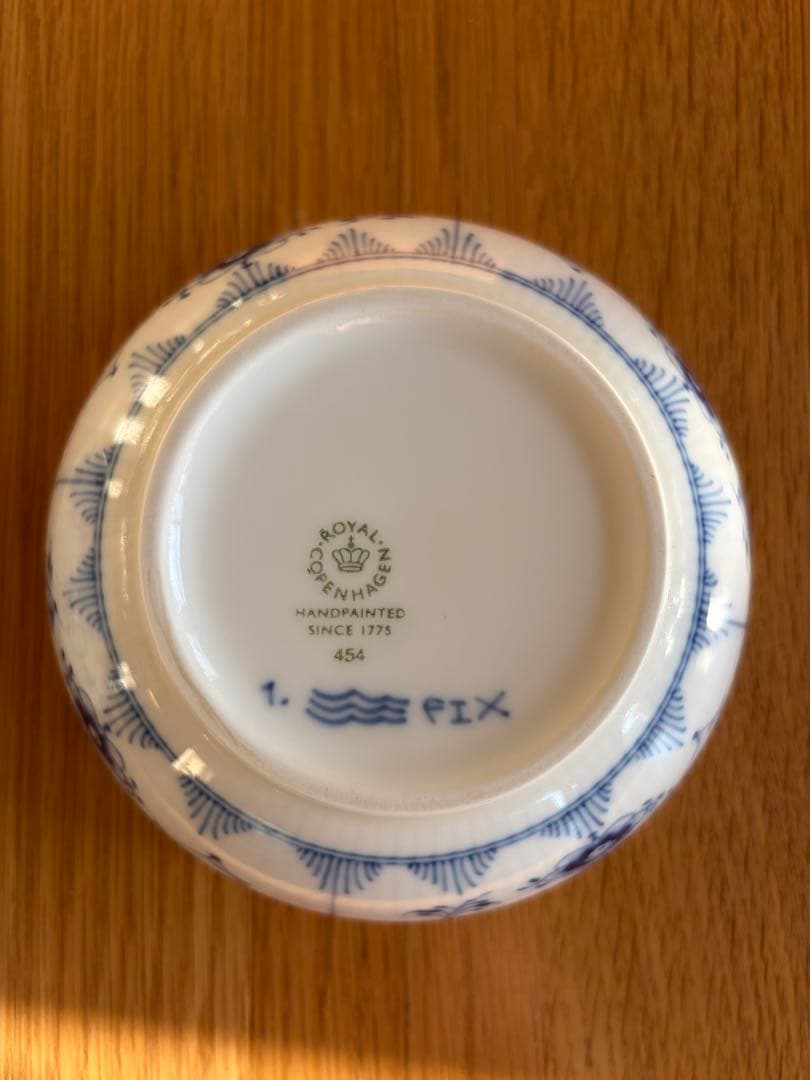 ROYAL COPENHAGEN
HANDPAINTED
SINCE 1775
454
1.